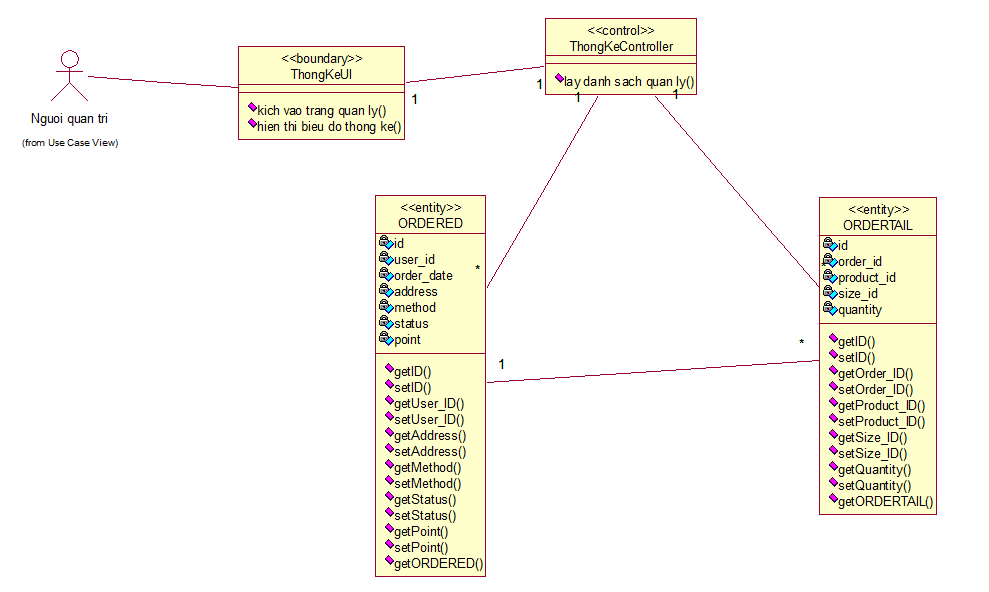 Nguoi quan tri
(from Use Case View)
<<boundary>>
ThongKeUI
kich vao trang quan ly()
hien thi bieu do thong ke()
1
1
<<control>>
ThongKeController
lay danh sach quan ly()
1
1
<<entity>>
ORDERED
id
user_id
order_date
address
method
status
point
getID()
setID()
getUser_ID()
setUser_ID()
getAddress()
setAddress()
getMethod()
setMethod()
getStatus()
setStatus()
getPoint()
setPoint()
getORDERED()
*
1
*
<<entity>>
ORDERTAIL
*
id
order_id
product_id
size_id
quantity
getID()
setID()
getOrder_ID()
setOrder_ID()
getProduct_ID()
setProduct_ID()
getSize_ID()
setSize_ID()
getQuantity()
setQuantity()
getORDERTAIL()